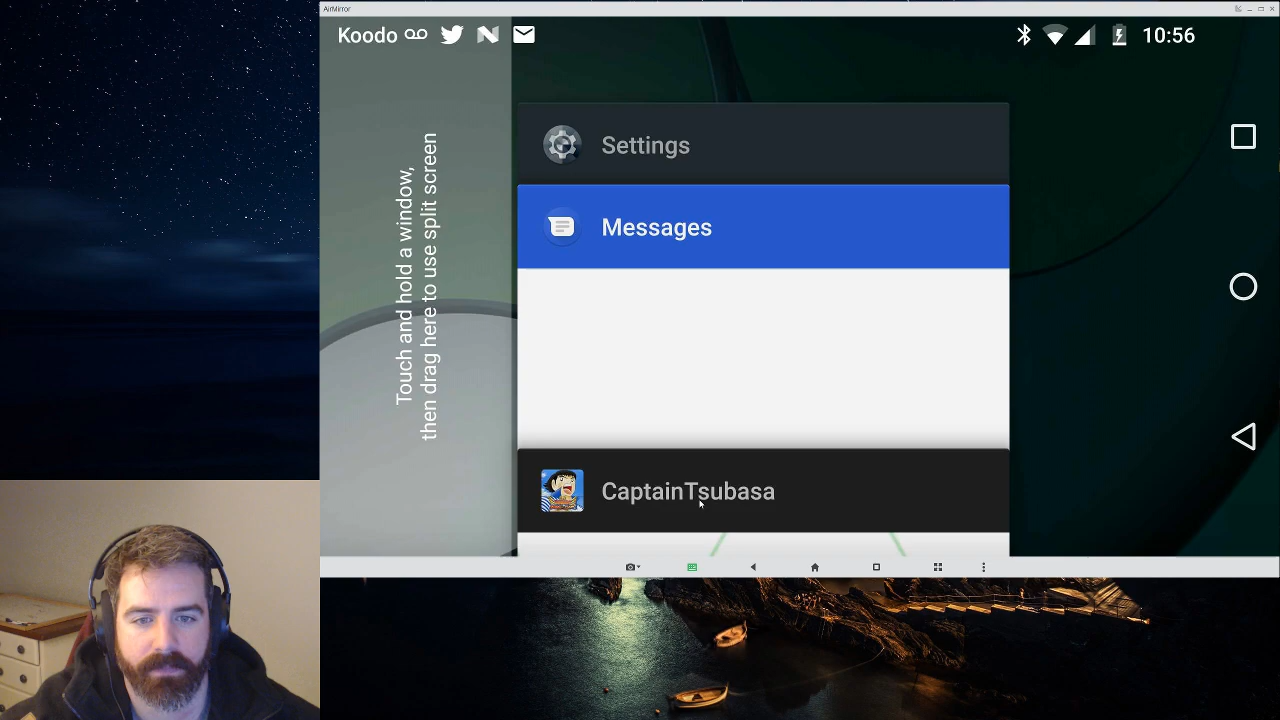 AirMirror
Koodo
10:56
Touch and hold a window,
then drag here to use split screen
Settings
Messages
CaptainTsubasa